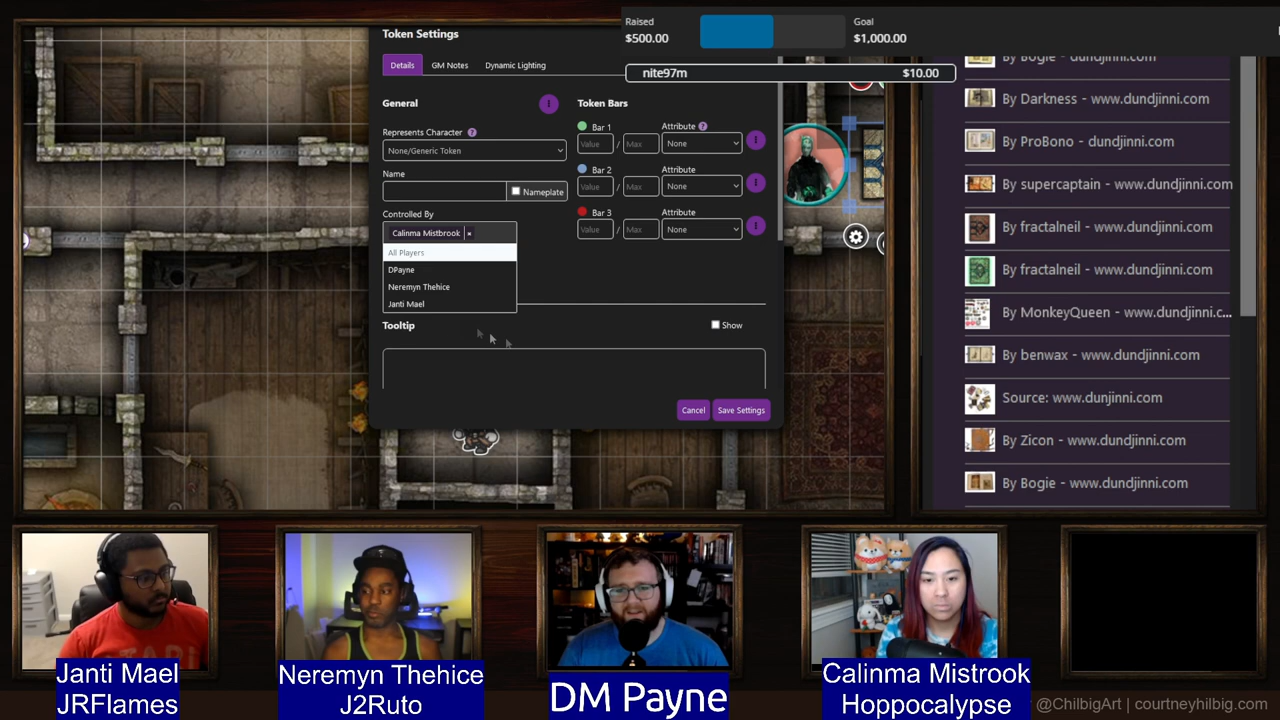 Token Settings
Details
GM Notes
Dynamic Lighting
General
Represents Character ?
None/Generic Token
Name
Nameplate
Controlled By
Calinma Mistbrook ×
All Players
DPayne
Neremyn Thehice
Janti Mael
Token Bars
Bar 1
Attribute ?
Value / Max
None
Bar 2
Attribute
Value / Max
None
Bar 3
Attribute
Value / Max
None
Tooltip
Show
Cancel
Save Settings
Raised
$500.00
Goal
$1,000.00
nite97m
$10.00
By Bogie - www.dundjinni.com
By Darkness - www.dundjinni.com
By ProBono - www.dundjinni.com
By supercaptain - www.dundjinni.com
By fractalneil - www.dundjinni.com
By fractalneil - www.dundjinni.com
By MonkeyQueen - www.dundjinni.c...
By benwax - www.dundjinni.com
Source: www.dunjinni.com
By Zicon - www.dundjinni.com
By Bogie - www.dundjinni.com
Janti Mael
JRFlames
Neremyn Thehice
J2Ruto
DM Payne
Calinma Mistrook
Hoppocalypse
@ChilbigArt | courtneyhilbig.com